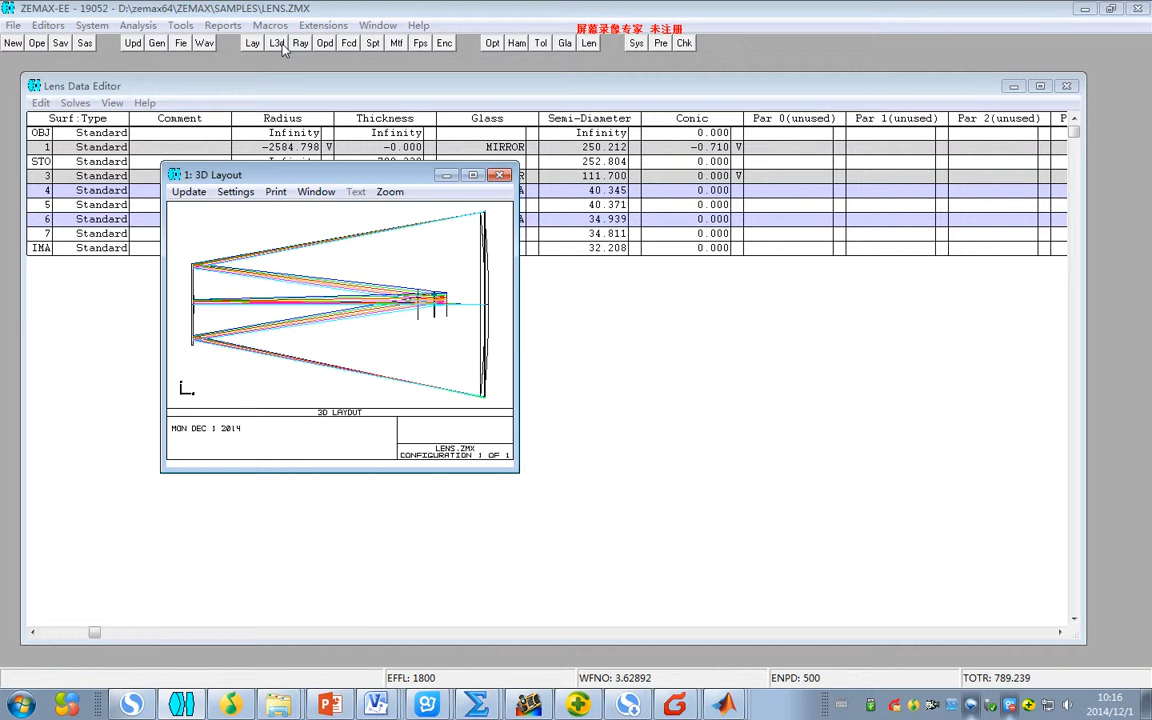 ZEMAX-EE - 19052 - D:\zemax64\ZEMAX\SAMPLES\LENS.ZMX
File Editors System Analysis Tools Reports Macros Extensions Window Help
屏幕录像专家 未注册
New Ope Sav Sas Upd Gen Fie Wav Lay L3d Ray Opd Fcd Spt Mtf Fps Enc Opt Ham Tol Gla Len Sys Pre Chk
Lens Data Editor
Edit Solves View Help
Surf:Type Comment Radius Thickness Glass Semi-Diameter Conic Par 0(unused) Par 1(unused) Par 2(unused)
OBJ Standard Infinity Infinity Infinity 0.000
1 Standard -2584.798 V -0.000 MIRROR 250.212 -0.710 V
STO Standard 252.804 0.000
3 Standard 111.700 0.000 V
4 Standard 40.345 0.000
5 Standard 40.371 0.000
6 Standard 34.939 0.000
7 Standard 34.811 0.000
IMA Standard 32.208 0.000
1: 3D Layout
Update Settings Print Window Text Zoom
3D LAYOUT
MON DEC 1 2014
LENS.ZMX
CONFIGURATION 1 OF 1
EFFL: 1800 WFNO: 3.62892 ENPD: 500 TOTR: 789.239
10:16
2014/12/1